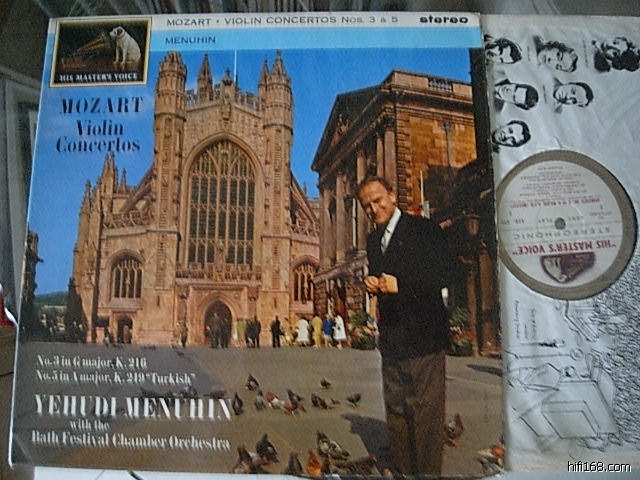 MOZART · VIOLIN CONCERTOS Nos. 3 & 5 stereo
MENUHIN
HIS MASTER'S VOICE
MOZART
Violin
Concertos
No. 3 in G major, K. 216
No. 5 in A major, K. 219 "Turkish"
YEHUDI MENUHIN
with the
Bath Festival Chamber Orchestra
STEREOPHONIC
"HIS MASTER'S VOICE"
hifi168.com